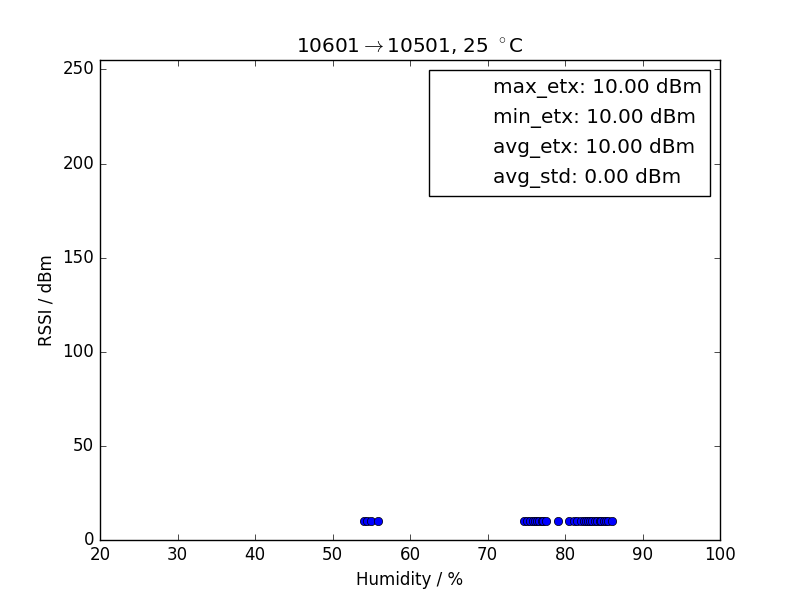 10601→10501, 25 °C
max_etx: 10.00 dBm
min_etx: 10.00 dBm
avg_etx: 10.00 dBm
avg_std: 0.00 dBm
RSSI / dBm
250
200
150
100
50
0
20 30 40 50 60 70 80 90 100
Humidity / %